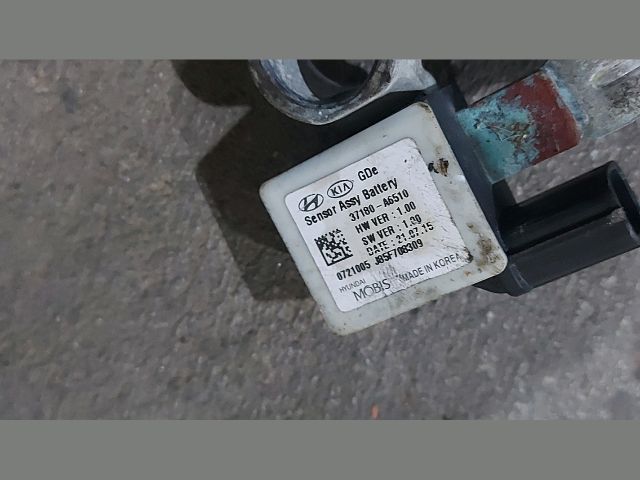 KIA GDe
Sensor Assy Battery
37180-A6510
HW VER : 1.00
SW VER : 1.00
DATE : 21.07.15
0721005 J85F708309
HYUNDAI
MOBIS MADE IN KOREA